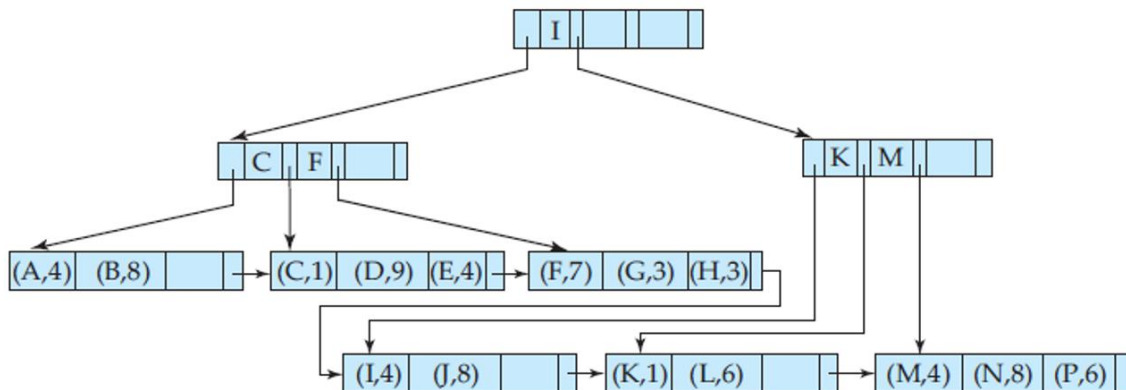 I
C F
K M
(A,4) (B,8) (C,1) (D,9) (E,4) (F,7) (G,3) (H,3)
(I,4) (J,8) (K,1) (L,6) (M,4) (N,8) (P,6)